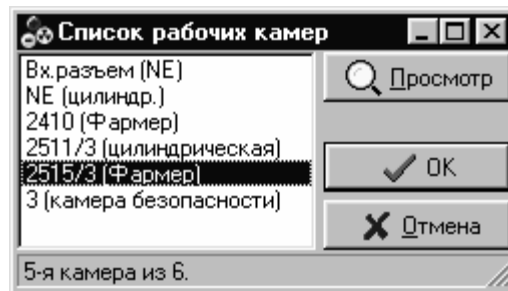 Список рабочих камер
Вх.разъем (NE)
NE (цилиндр.)
2410 (Фармер)
2511/3 (цилиндрическая)
2515/3 (Фармер)
3 (камера безопасности)
Просмотр
OK
Отмена
5-я камера из 6.